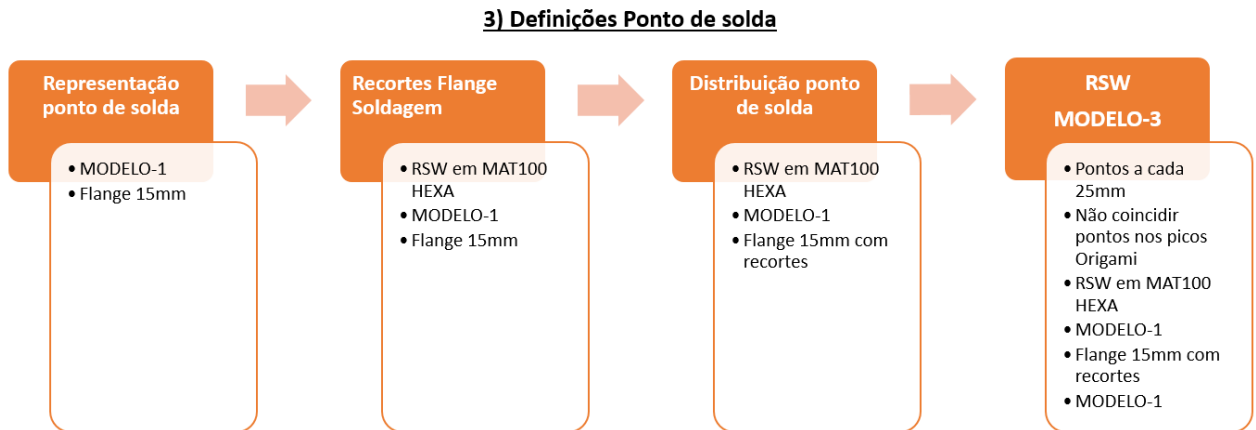 3) Definições Ponto de solda
Representação
ponto de solda
• MODELO-1
• Flange 15mm
Recortes Flange
Soldagem
• RSW em MAT100
HEXA
• MODELO-1
• Flange 15mm
Distribuição ponto
de solda
• RSW em MAT100
HEXA
• MODELO-1
• Flange 15mm com
recortes
RSW
MODELO-3
• Pontos a cada
25mm
• Não coincidir
pontos nos picos
Origami
• RSW em MAT100
HEXA
• MODELO-1
• Flange 15mm com
recortes
• MODELO-1